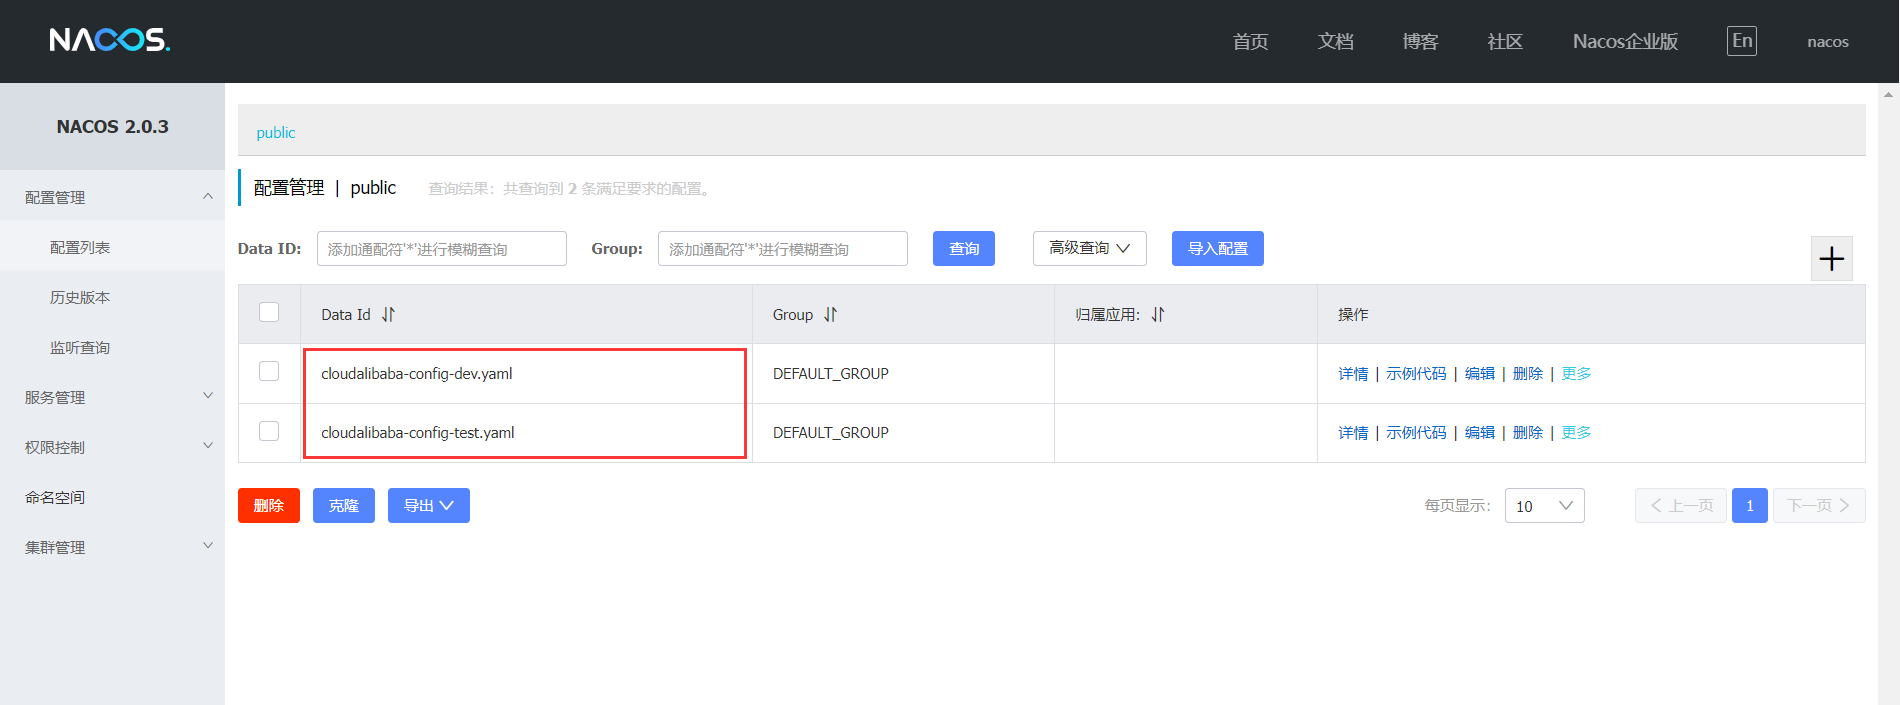 NACOS.
首页 文档 博客 社区 Nacos企业版 En nacos
NACOS 2.0.3
配置管理
配置列表
历史版本
监听查询
服务管理
权限控制
命名空间
集群管理
public
配置管理 | public 查询结果：共查询到 2 条满足要求的配置。
Data ID: 添加通配符'*'进行模糊查询 Group: 添加通配符'*'进行模糊查询 查询 高级查询 导入配置
Data Id Group 归属应用: 操作
cloudalibaba-config-dev.yaml DEFAULT_GROUP 详情 | 示例代码 | 编辑 | 删除 | 更多
cloudalibaba-config-test.yaml DEFAULT_GROUP 详情 | 示例代码 | 编辑 | 删除 | 更多
删除 克隆 导出 每页显示: 10 上一页 1 下一页